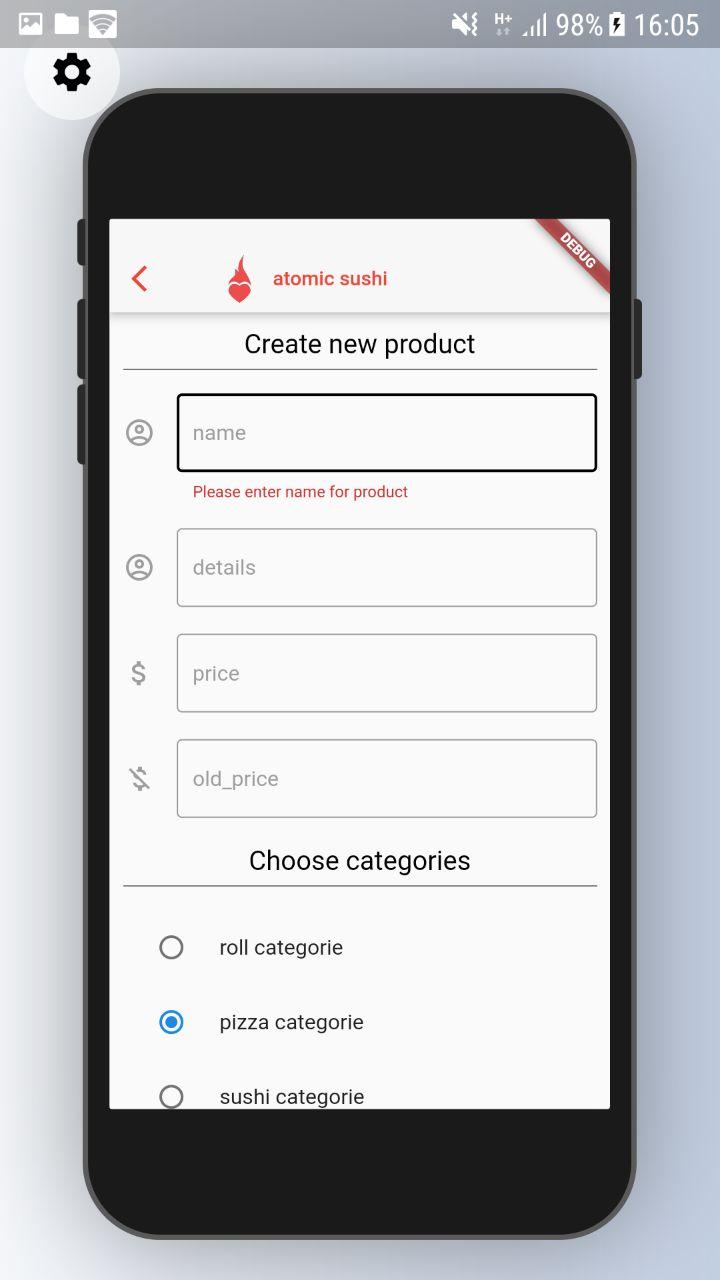 H+ 98% 16:05
DEBUG
atomic sushi
Create new product
name
Please enter name for product
details
$ price
old_price
Choose categories
roll categorie
pizza categorie
sushi categorie